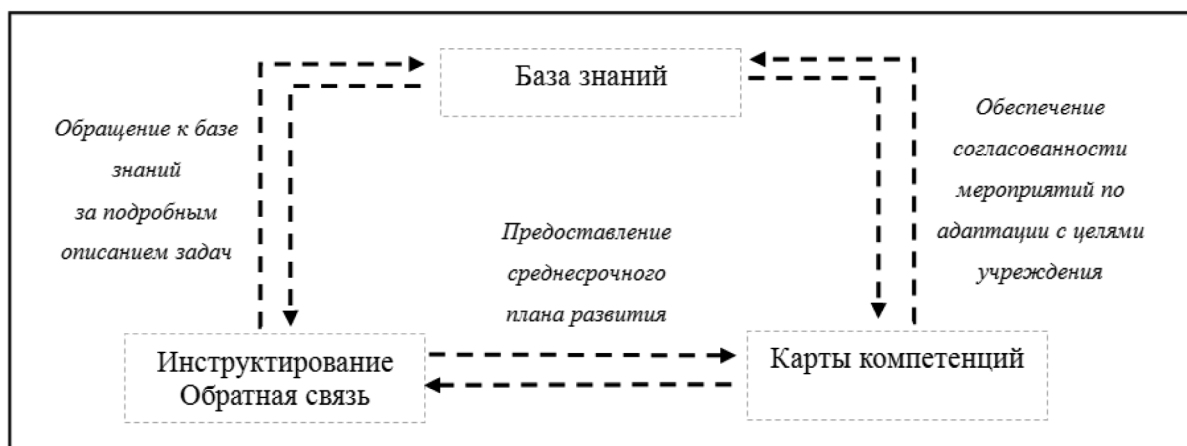 База знаний
Обращение к базе
знаний
за подробным
описанием задач
Обеспечение
согласованности
мероприятий по
адаптации с целями
учреждения
Предоставление
среднесрочного
плана развития
Инструктирование
Обратная связь
Карты компетенций